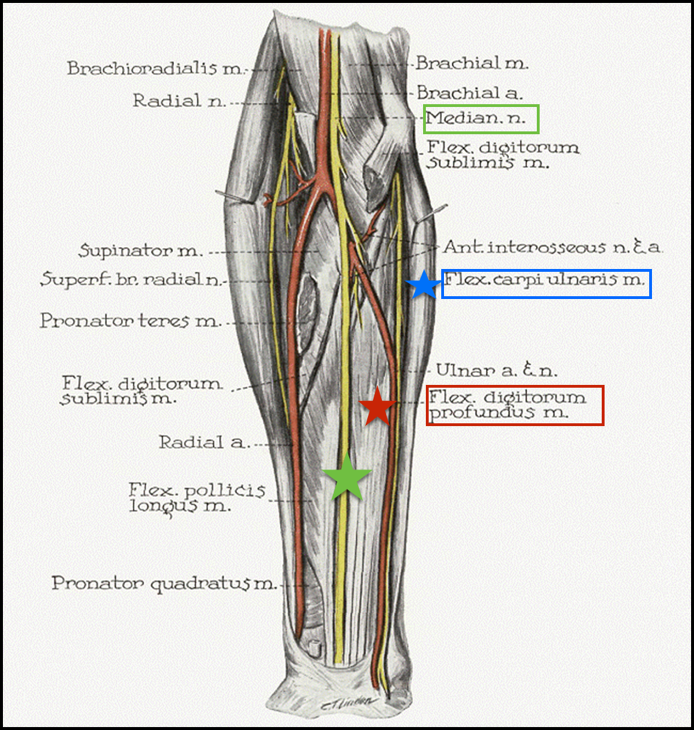 Brachioradialis m.
Radial n.
Supinator m.
Superf. br. radial n.
Pronator teres m.
Flex. digitorum
sublimis m.
Radial a.
Flex. pollicis
longus m.
Pronator quadratus m.
Brachial m.
Brachial a.
Median. n.
Flex. digitorum
sublimis m.
Ant. interosseous n. & a.
Flex. carpi ulnaris m.
Ulnar a. & n.
Flex. digitorum
profundus m.